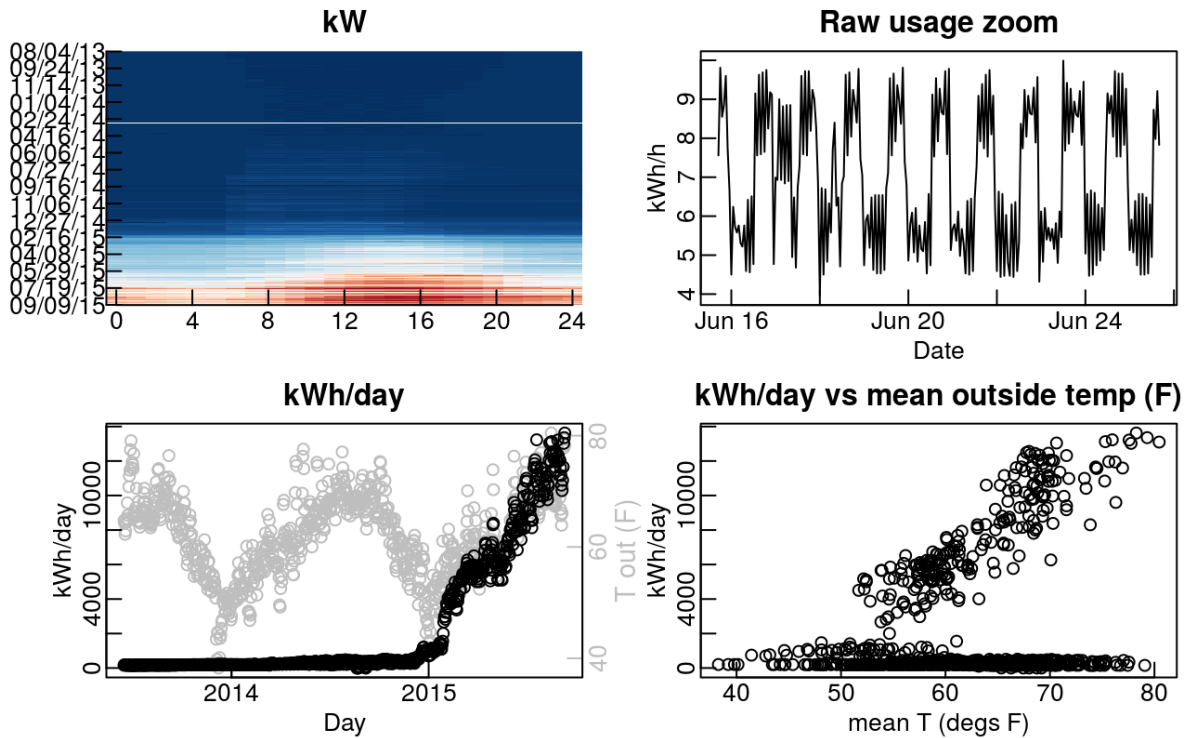 kW
08/04/13
09/24/13
11/14/13
01/04/14
02/24/14
04/16/14
06/06/14
07/27/14
09/16/14
11/06/14
12/27/14
02/16/15
04/08/15
05/29/15
07/19/15
09/09/15
0 4 8 12 16 20 24
Raw usage zoom
kWh/h
9
8
7
6
5
4
Jun 16 Jun 20 Jun 24
Date
kWh/day
kWh/day
10000
4000
0
80
60
40
T out (F)
2014 2015
Day
kWh/day vs mean outside temp (F)
kWh/day
10000
4000
0
40 50 60 70 80
mean T (degs F)